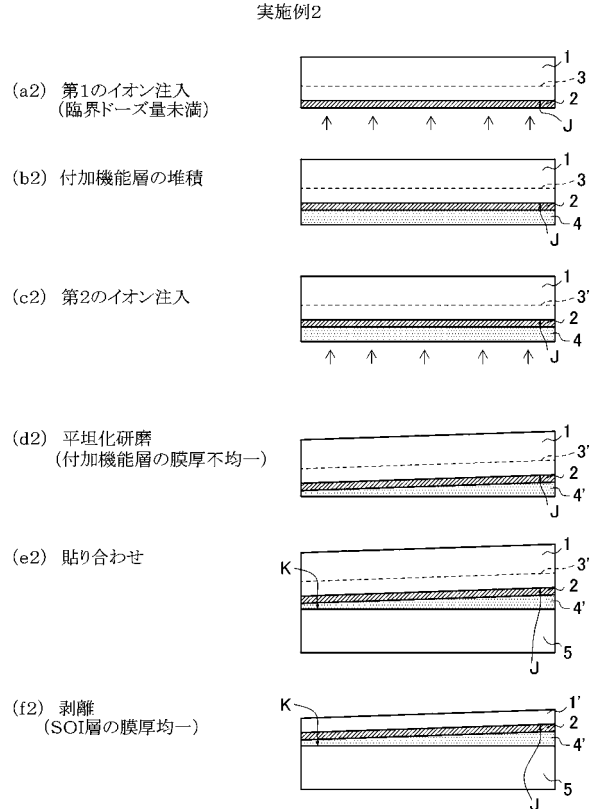 実施例2
(a2) 第1のイオン注入
(臨界ドーズ量未満)
1
3
2
J
(b2) 付加機能層の堆積
1
3
2
J
4
(c2) 第2のイオン注入
1
3'
2
J
4
(d2) 平坦化研磨
(付加機能層の膜厚不均一)
1
3'
2
4'
J
(e2) 貼り合わせ
K
1
3'
2
4'
5
J
(f2) 剥離
(SOI層の膜厚均一)
K
1'
2
4'
5
J